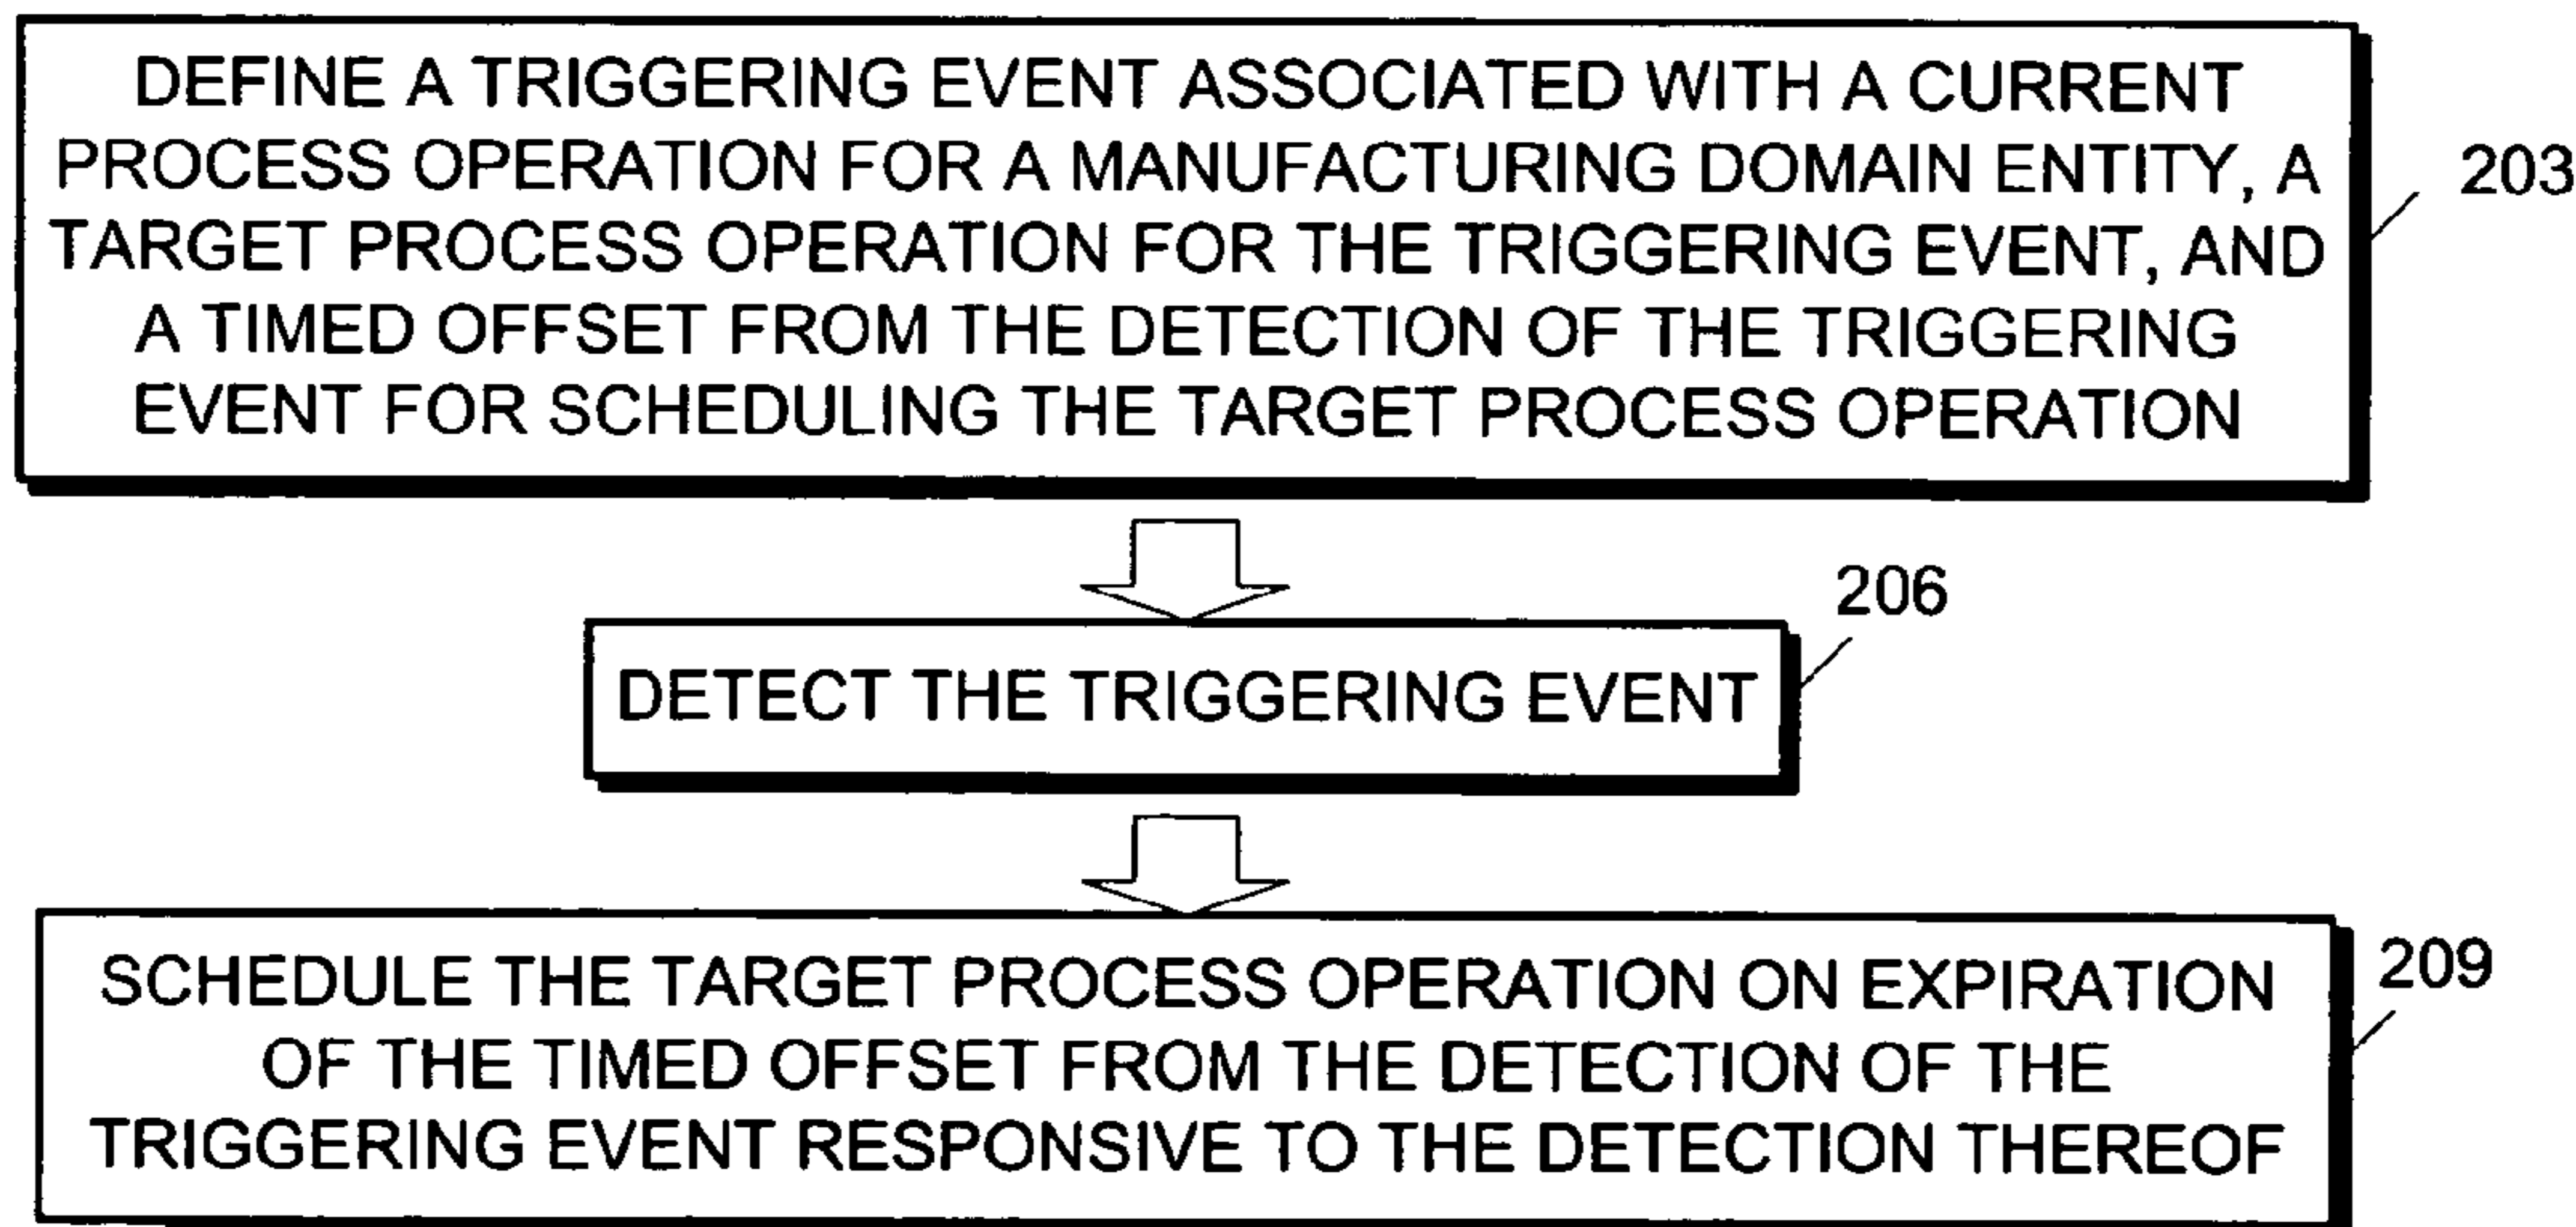 DEFINE A TRIGGERING EVENT ASSOCIATED WITH A CURRENT
PROCESS OPERATION FOR A MANUFACTURING DOMAIN ENTITY, A
TARGET PROCESS OPERATION FOR THE TRIGGERING EVENT, AND
A TIMED OFFSET FROM THE DETECTION OF THE TRIGGERING
EVENT FOR SCHEDULING THE TARGET PROCESS OPERATION
203
206
DETECT THE TRIGGERING EVENT
209
SCHEDULE THE TARGET PROCESS OPERATION ON EXPIRATION
OF THE TIMED OFFSET FROM THE DETECTION OF THE
TRIGGERING EVENT RESPONSIVE TO THE DETECTION THEREOF